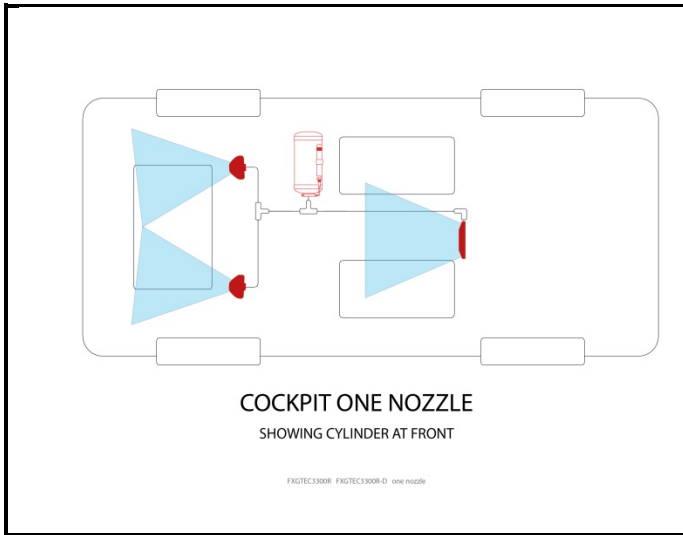 COCKPIT ONE NOZZLE
SHOWING CYLINDER AT FRONT
FXGTEC3300R FXGTEC3300R-D one nozzle